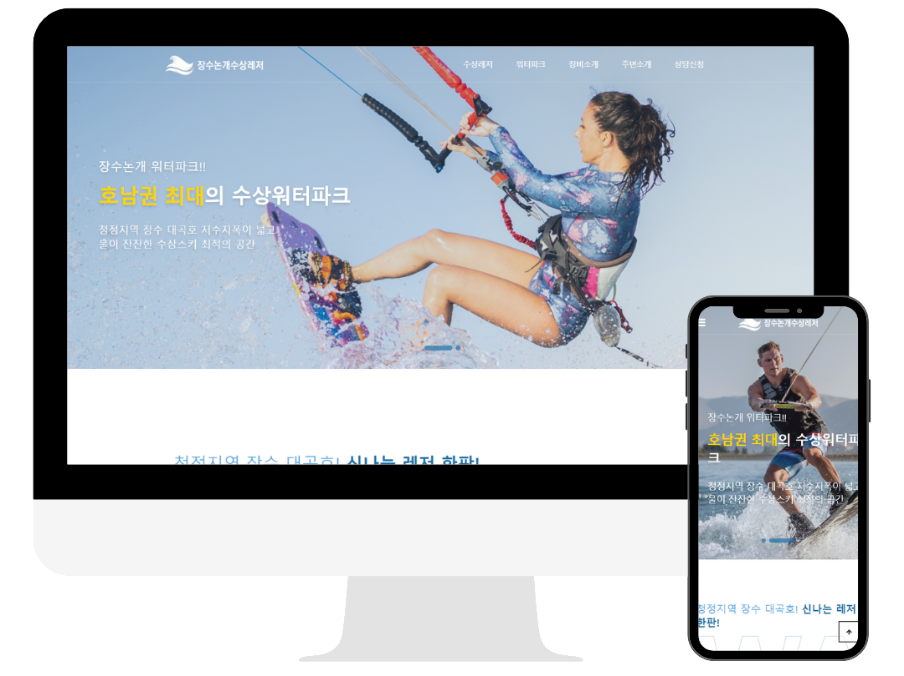 장수논개수상레저
수상레저 워터파크 장비소개 주변소개 상담신청
장수논개 워터파크!!
호남권 최대의 수상워터파크
청정지역 장수 대곡호 저수지폭이 넓고
물이 잔잔한 수상스키 최적의 공간
청정지역 장수 대곡호! 신나는 레저 한판!
장수논개수상레저
장수논개 워터파크!!
호남권 최대의 수상워터파
크
청정지역 장수 대곡호 저수지폭이 넓고
물이 잔잔한 수상스키 최적의 공간
청정지역 장수 대곡호! 신나는 레저
한판!